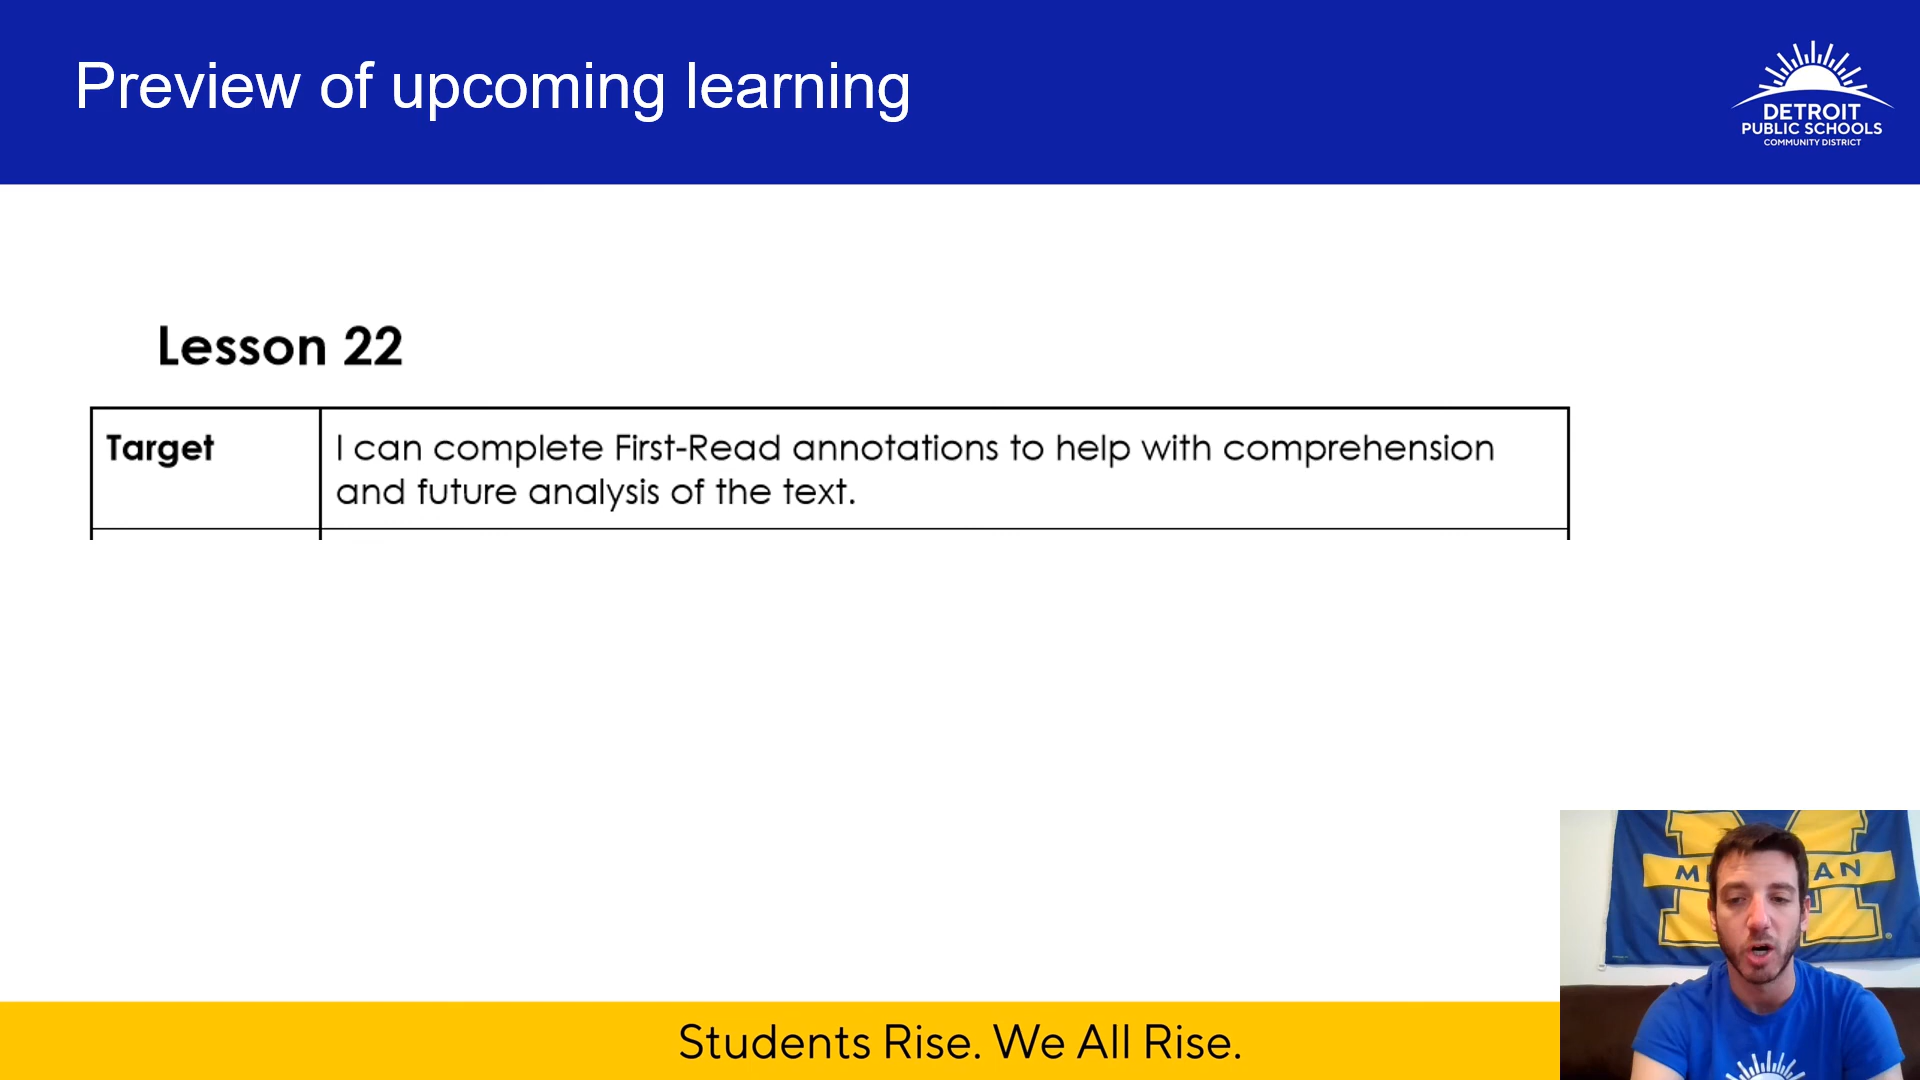 Preview of upcoming learning
DETROIT
PUBLIC SCHOOLS
COMMUNITY DISTRICT
Lesson 22
Target
I can complete First-Read annotations to help with comprehension
and future analysis of the text.
Students Rise. We All Rise.